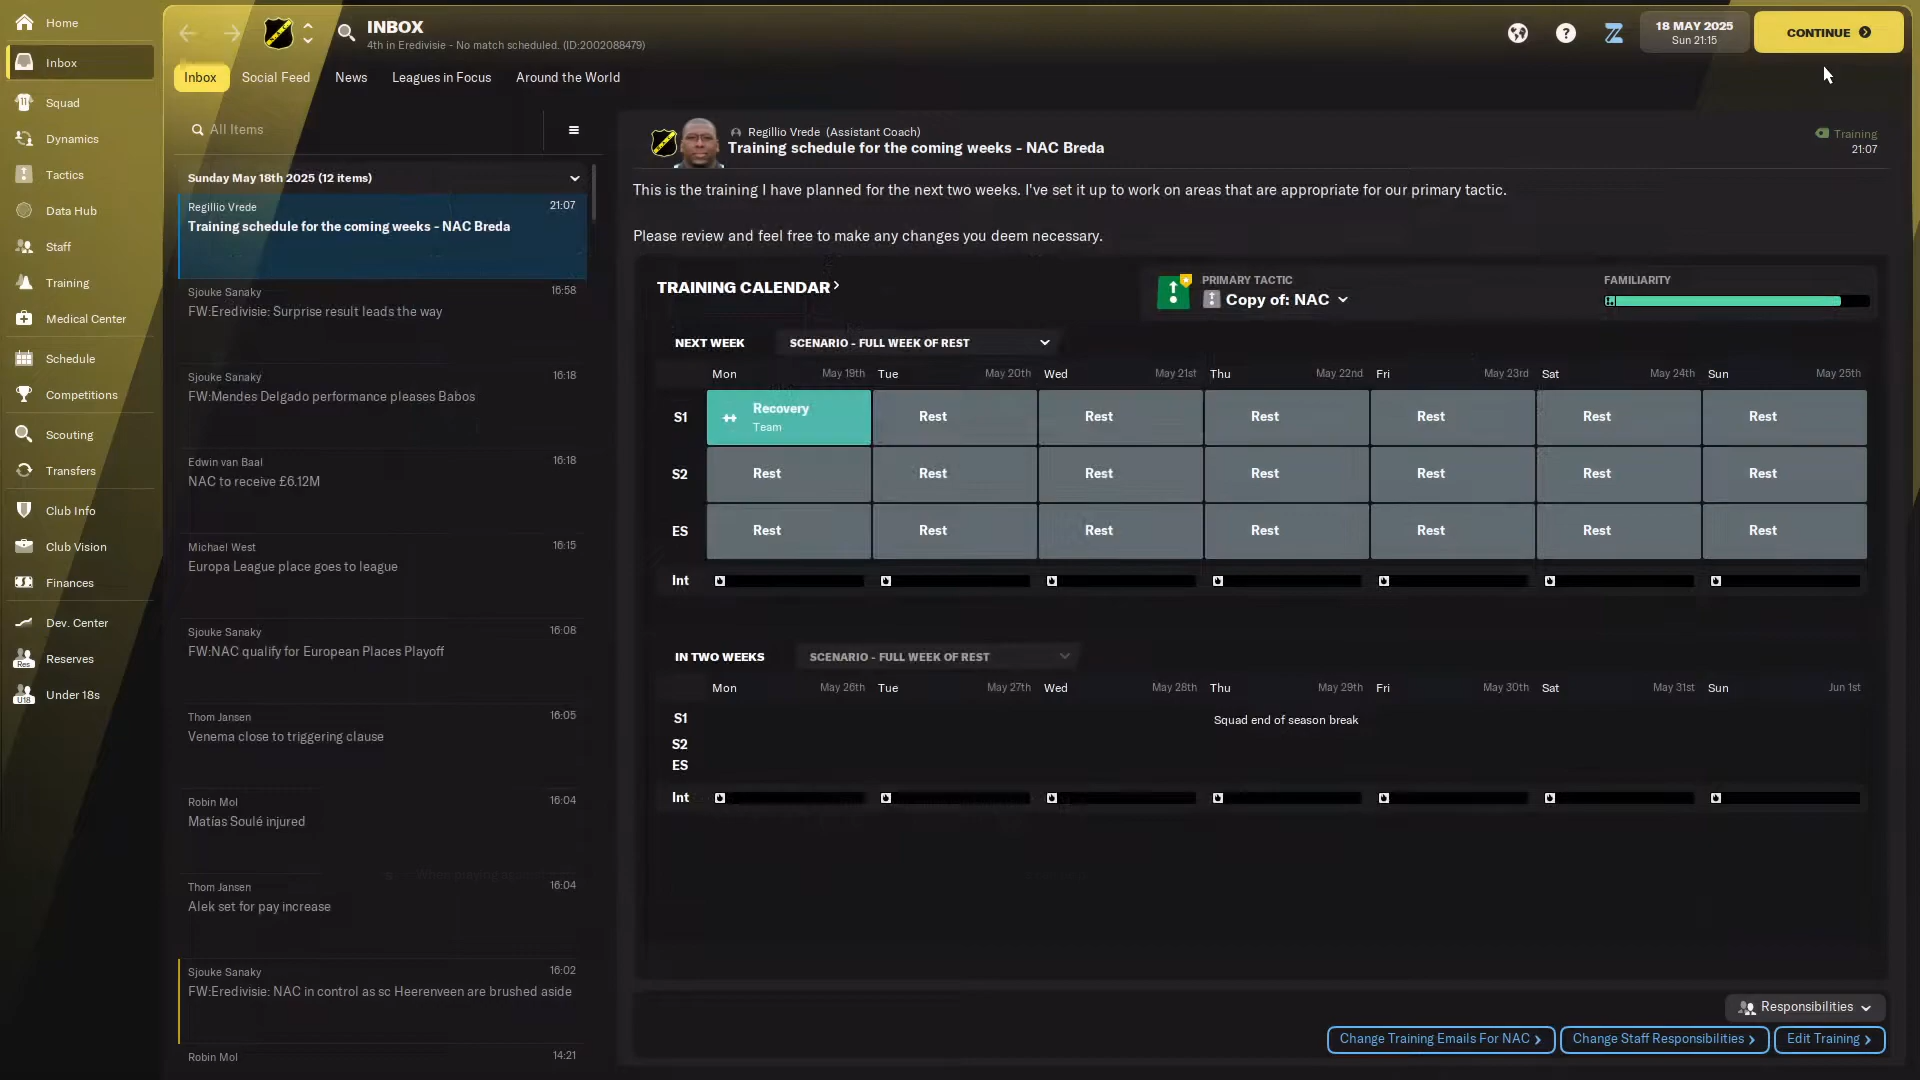 Home
Inbox
Squad
Dynamics
Tactics
Data Hub
Staff
Training
Medical Center
Schedule
Competitions
Scouting
Transfers
Club Info
Club Vision
Finances
Dev. Center
Res
Reserves
U18
Under 18s
INBOX
4th in Eredivisie - No match scheduled. (ID:2002088479)
18 MAY 2025
Sun 21:15
CONTINUE
Inbox
Social Feed
News
Leagues in Focus
Around the World
All Items
Sunday May 18th 2025 (12 items)
Regillio Vrede 21:07
Training schedule for the coming weeks - NAC Breda
Sjouke Sanaky 16:58
FW:Eredivisie: Surprise result leads the way
Sjouke Sanaky 16:18
FW:Mendes Delgado performance pleases Babos
Edwin van Baal 16:18
NAC to receive £6.12M
Michael West 16:15
Europa League place goes to league
Sjouke Sanaky 16:08
FW:NAC qualify for European Places Playoff
Thom Jansen 16:05
Venema close to triggering clause
Robin Mol 16:04
Matías Soulé injured
Thom Jansen 16:04
Alek set for pay increase
Sjouke Sanaky 16:02
FW:Eredivisie: NAC in control as sc Heerenveen are brushed aside
Robin Mol 14:21
Regillio Vrede (Assistant Coach)
Training schedule for the coming weeks - NAC Breda
Training
21:07
This is the training I have planned for the next two weeks. I've set it up to work on areas that are appropriate for our primary tactic.
Please review and feel free to make any changes you deem necessary.
TRAINING CALENDAR
PRIMARY TACTIC
Copy of: NAC
FAMILIARITY
NEXT WEEK
SCENARIO - FULL WEEK OF REST
Mon May 19th Tue May 20th Wed May 21st Thu May 22nd Fri May 23rd Sat May 24th Sun May 25th
S1 Recovery Team Rest Rest Rest Rest Rest Rest
S2 Rest Rest Rest Rest Rest Rest Rest
ES Rest Rest Rest Rest Rest Rest Rest
Int
IN TWO WEEKS
SCENARIO - FULL WEEK OF REST
Mon May 26th Tue May 27th Wed May 28th Thu May 29th Fri May 30th Sat May 31st Sun Jun 1st
S1
Squad end of season break
S2
ES
Int
Responsibilities
Change Training Emails For NAC
Change Staff Responsibilities
Edit Training